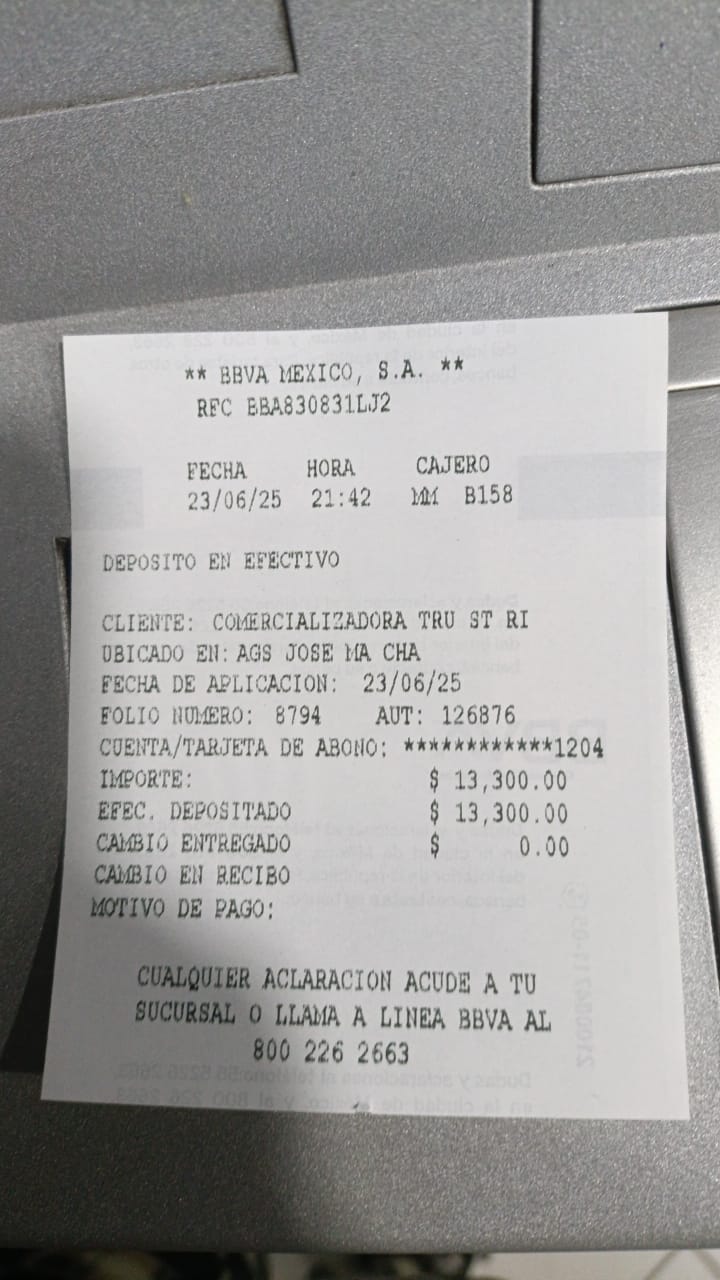 ** BBVA MEXICO, S.A. **
RFC BBA830831LJ2
FECHA HORA CAJERO
23/06/25 21:42 MM B158
DEPOSITO EN EFECTIVO
CLIENTE: COMERCIALIZADORA TRU ST RI
UBICADO EN: AGS JOSE MA CHA
FECHA DE APLICACION: 23/06/25
FOLIO NUMERO: 8794 AUT: 126876
CUENTA/TARJETA DE ABONO: ************1204
IMPORTE: $ 13,300.00
EFEC. DEPOSITADO $ 13,300.00
CAMBIO ENTREGADO $ 0.00
CAMBIO EN RECIBO
MOTIVO DE PAGO:
CUALQUIER ACLARACION ACUDE A TU
SUCURSAL O LLAMA A LINEA BBVA AL
800 226 2663